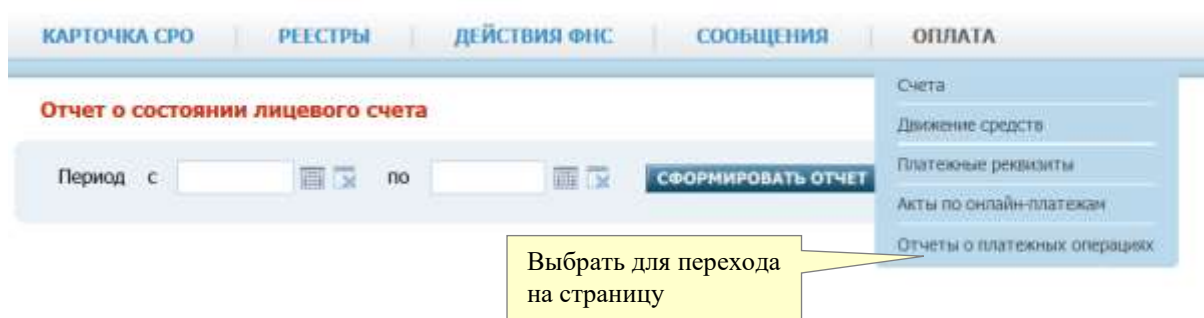 КАРТОЧКА СРО РЕЕСТРЫ ДЕЙСТВИЯ ФНС СООБЩЕНИЯ ОПЛАТА
Счета
Отчет о состоянии лицевого счета
Движение средств
Период с по СФОРМИРОВАТЬ ОТЧЕТ
Платежные реквизиты
Акты по онлайн-платежам
Отчеты о платежных операциях
Выбрать для перехода
на страницу